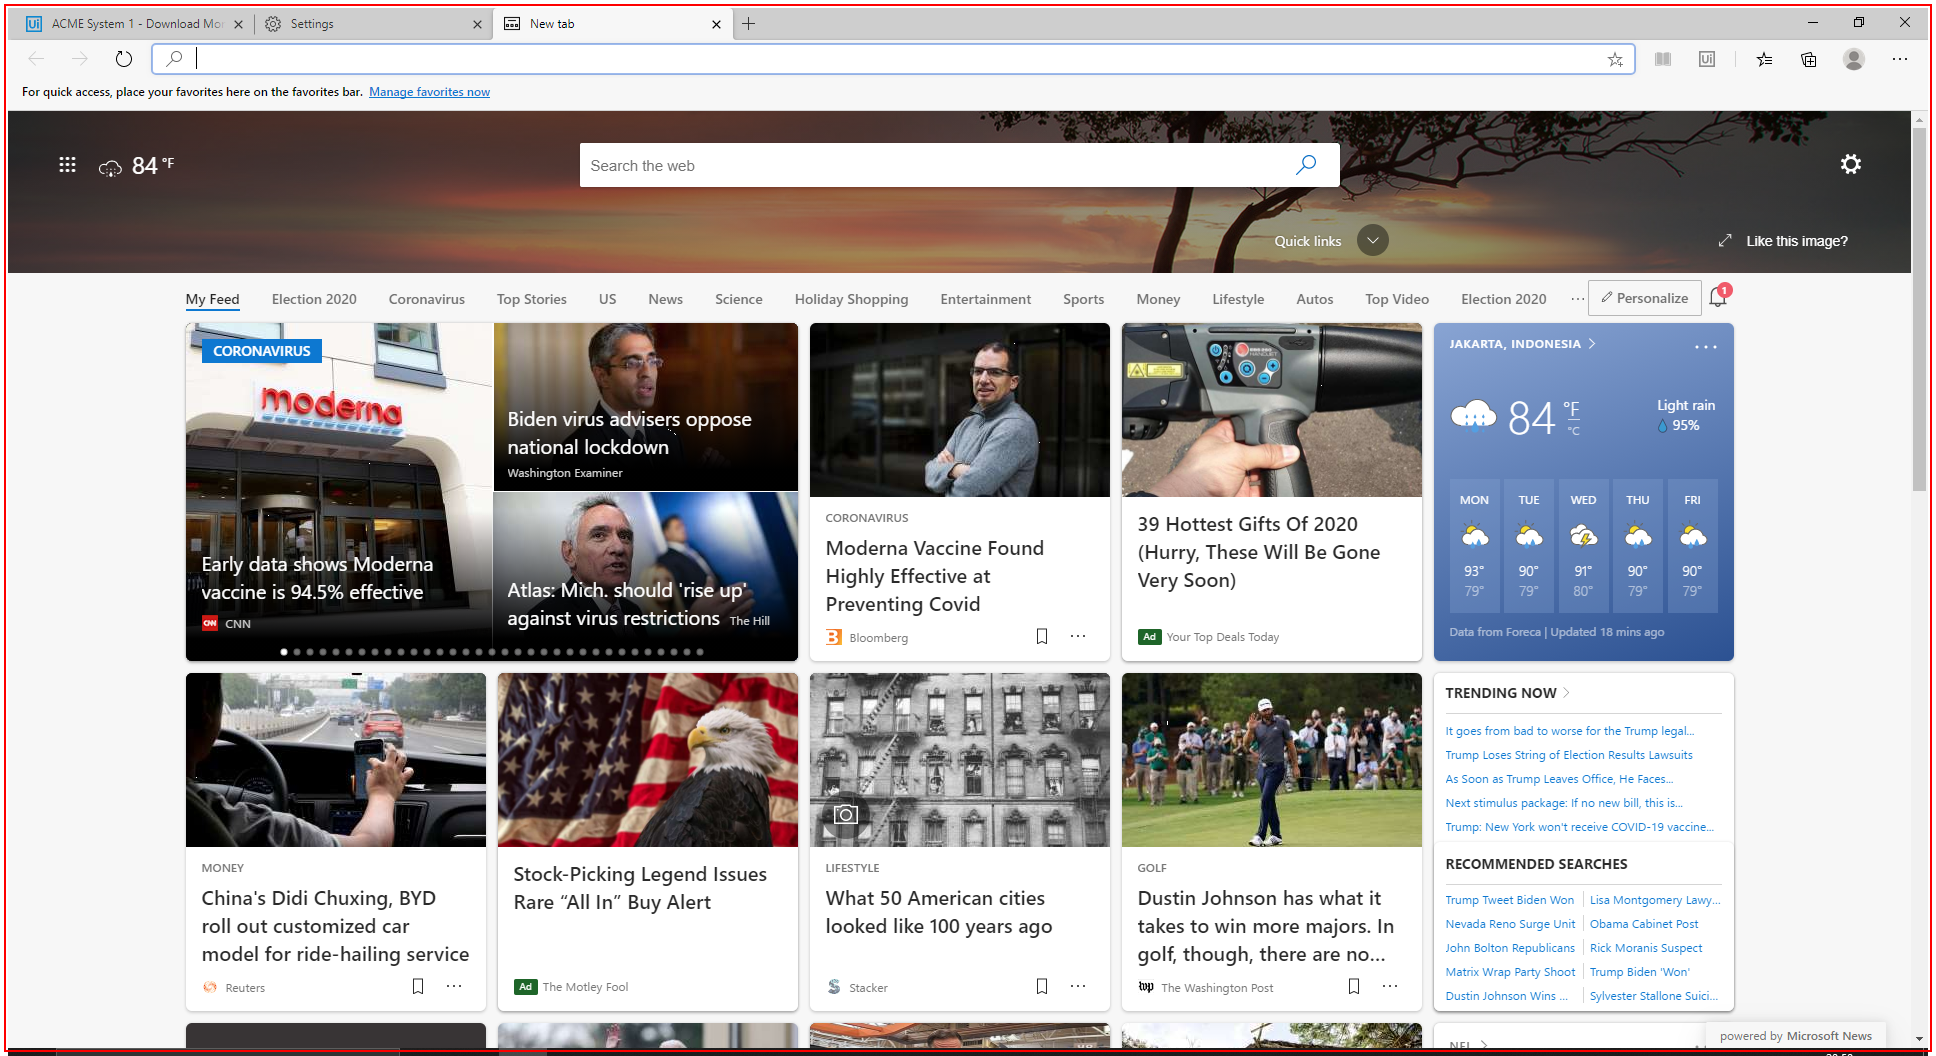 ACME System 1 - Download Mo
Settings
New tab
For quick access, place your favorites here on the favorites bar. Manage favorites now
84 °F
Search the web
Quick links
Like this image?
My Feed Election 2020 Coronavirus Top Stories US News Science Holiday Shopping Entertainment Sports Money Lifestyle Autos Top Video Election 2020 ... Personalize 1
CORONAVIRUS
moderna
Early data shows Moderna
vaccine is 94.5% effective
CNN
Biden virus advisers oppose
national lockdown
Washington Examiner
Atlas: Mich. should 'rise up'
against virus restrictions The Hill
CORONAVIRUS
Moderna Vaccine Found
Highly Effective at
Preventing Covid
Bloomberg
39 Hottest Gifts Of 2020
(Hurry, These Will Be Gone
Very Soon)
Ad Your Top Deals Today
JAKARTA, INDONESIA
84 °F
°C
Light rain
95%
MON TUE WED THU FRI
93° 90° 91° 90° 90°
79° 79° 80° 79° 79°
Data from Foreca | Updated 18 mins ago
MONEY
China's Didi Chuxing, BYD
roll out customized car
model for ride-hailing service
Reuters
Stock-Picking Legend Issues
Rare “All In” Buy Alert
Ad The Motley Fool
LIFESTYLE
What 50 American cities
looked like 100 years ago
Stacker
GOLF
Dustin Johnson has what it
takes to win more majors. In
golf, though, there are no...
wp The Washington Post
TRENDING NOW
It goes from bad to worse for the Trump legal...
Trump Loses String of Election Results Lawsuits
As Soon as Trump Leaves Office, He Faces...
Next stimulus package: If no new bill, this is...
Trump: New York won't receive COVID-19 vaccine...
RECOMMENDED SEARCHES
Trump Tweet Biden Won Lisa Montgomery Lawy...
Nevada Reno Surge Unit Obama Cabinet Post
John Bolton Republicans Rick Moranis Suspect
Matrix Wrap Party Shoot Trump Biden 'Won'
Dustin Johnson Wins ... Sylvester Stallone Suici...
NFL
powered by Microsoft News